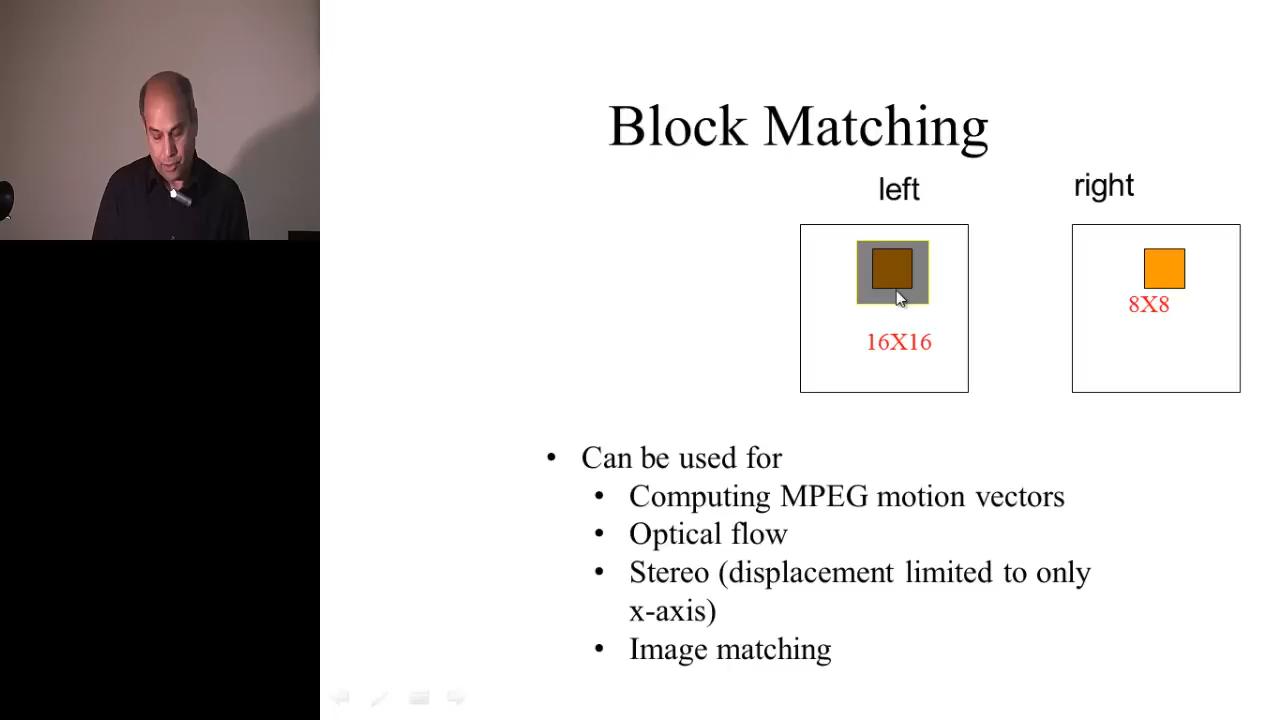 Block Matching
left
right
8X8
16X16
• Can be used for
• Computing MPEG motion vectors
• Optical flow
• Stereo (displacement limited to only
x-axis)
• Image matching